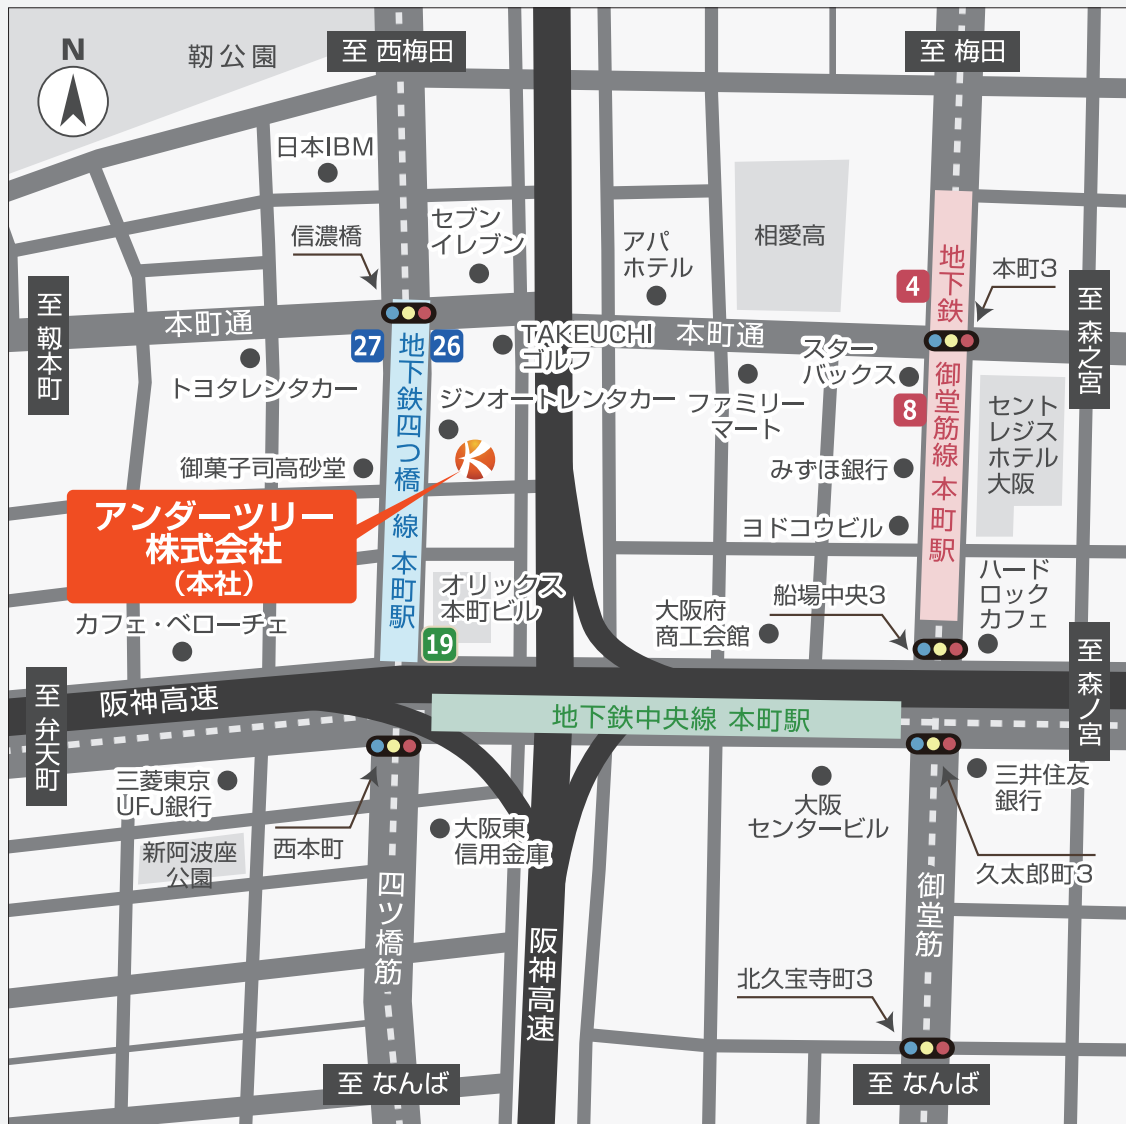 N
靭公園
至 西梅田
至 梅田
日本IBM
信濃橋
セブン
イレブン
アパ
ホテル
相愛高
地下鉄
4
本町3
至 靱本町
至 森之宮
本町通
本町通
27
26
地下鉄四つ橋線 本町駅
TAKEUCHI
ゴルフ
スター
バックス
トヨタレンタカー
ジンオートレンタカー
ファミリー
マート
8
御堂筋線 本町駅
セント
レジス
ホテル
大阪
御菓子司高砂堂
K
みずほ銀行
アンダーツリー
株式会社
（本社）
ヨドコウビル
ハード
ロック
カフェ
オリックス
本町ビル
船場中央3
大阪府
商工会館
カフェ・ベローチェ
19
至 弁天町
至 森ノ宮
阪神高速
地下鉄中央線 本町駅
三菱東京
UFJ銀行
三井住友
銀行
大阪
センタービル
西本町
大阪東
信用金庫
新阿波座
公園
久太郎町3
四ツ橋筋
御堂筋
阪神高速
北久宝寺町3
至 なんば
至 なんば